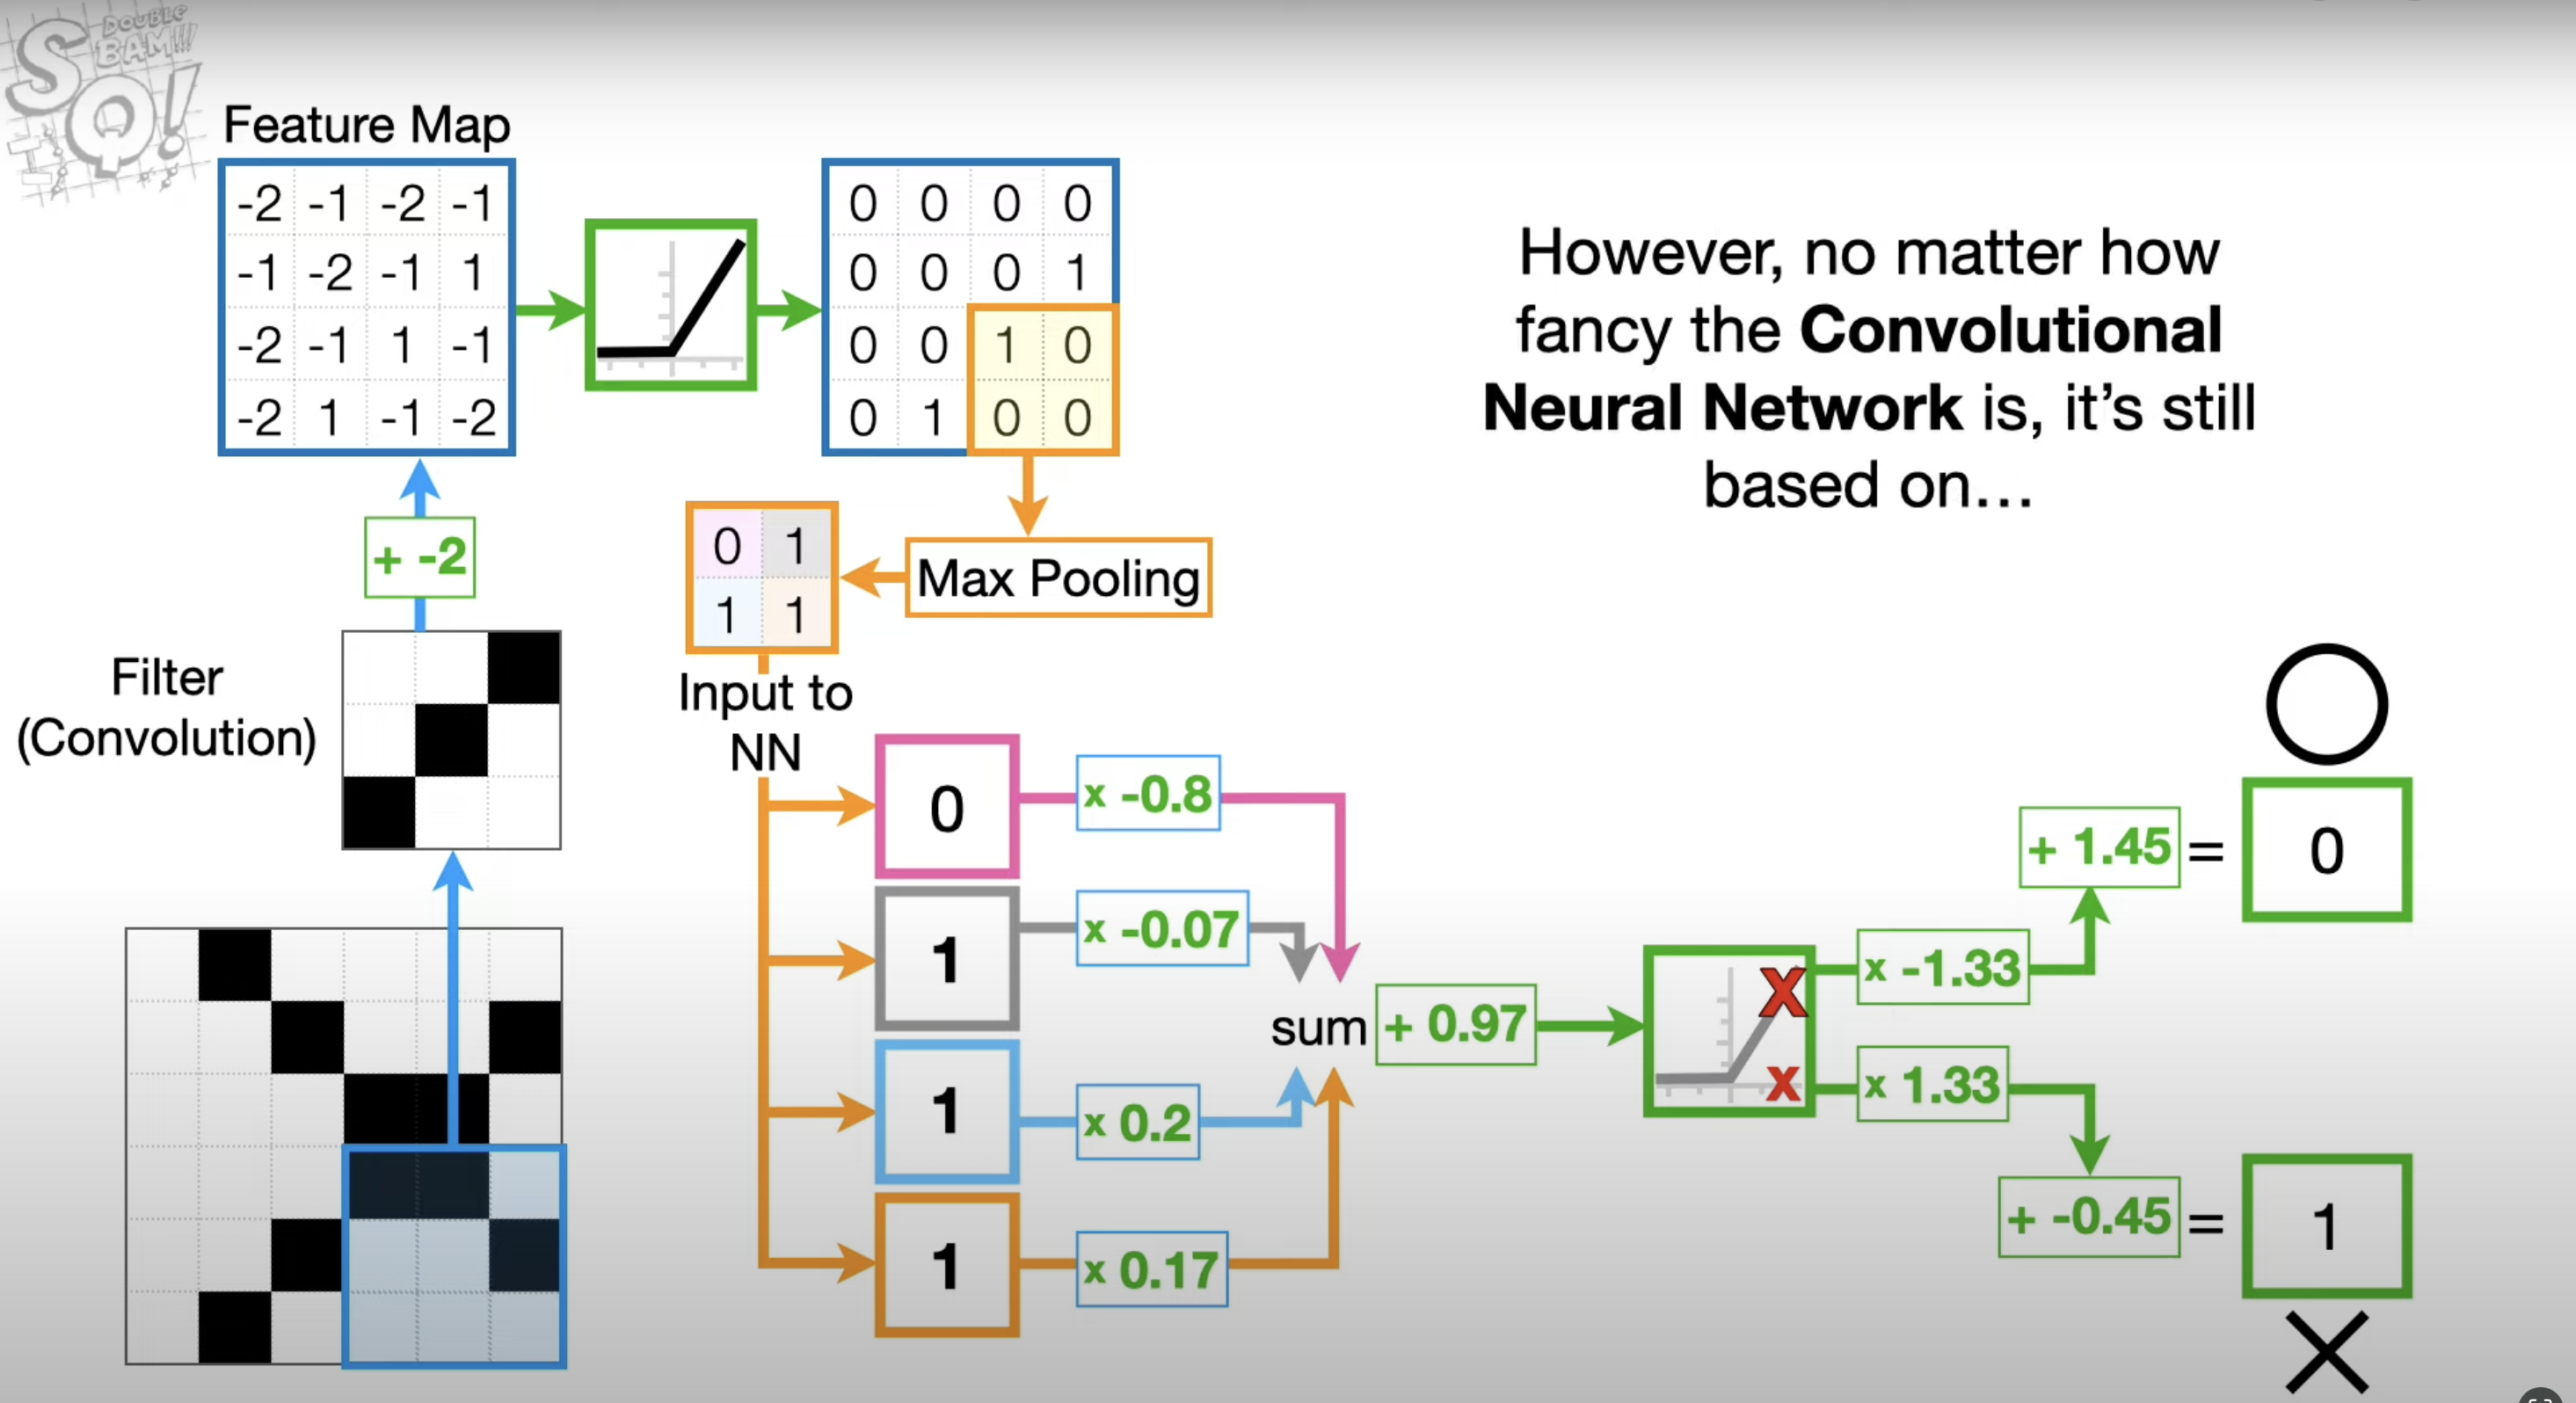 DOUBLE
BAM!!!
SQ!
Feature Map
-2 -1 -2 -1
-1 -2 -1 1
-2 -1 1 -1
-2 1 -1 -2
0 0 0 0
0 0 0 1
0 0 1 0
0 1 0 0
However, no matter how
fancy the Convolutional
Neural Network is, it's still
based on…
+ -2
0 1
1 1
Max Pooling
Filter
(Convolution)
Input to
NN
0
x -0.8
1
x -0.07
1
x 0.2
1
x 0.17
sum
+ 0.97
x -1.33
+ 1.45
=
0
x 1.33
+ -0.45
=
1